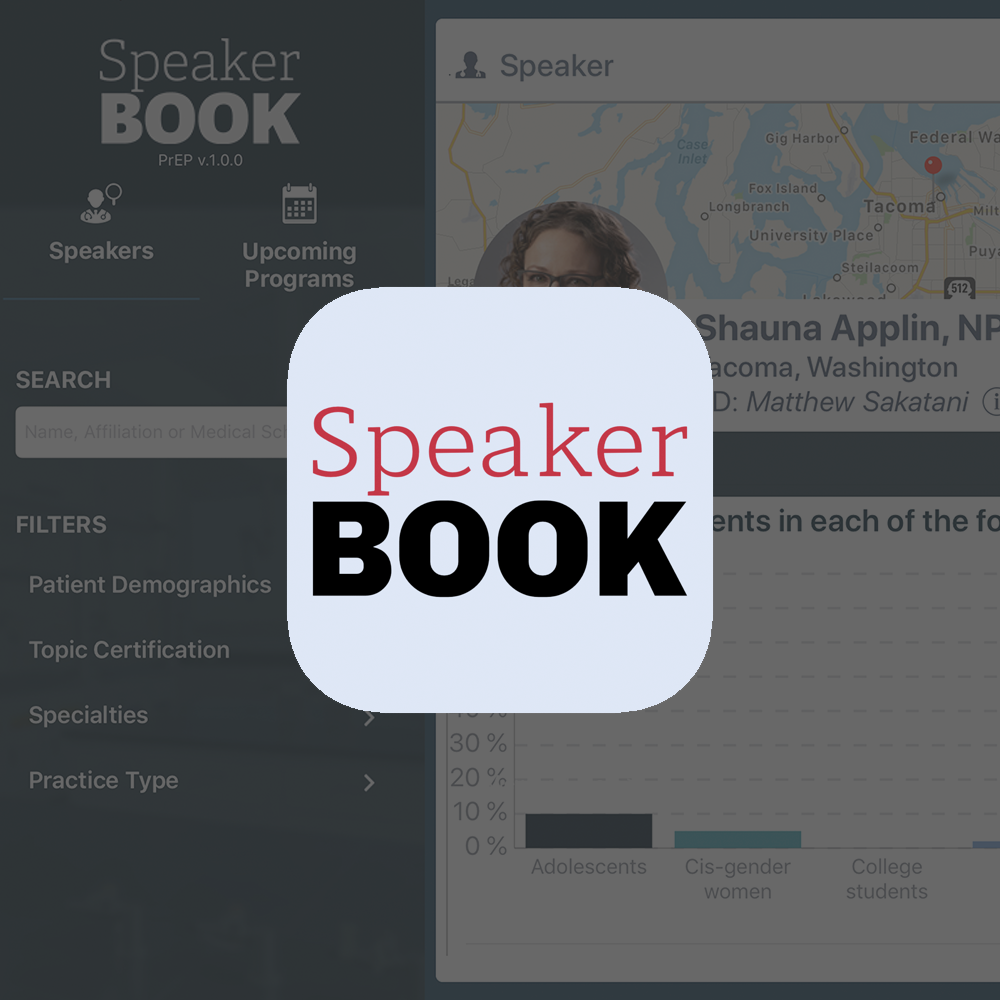 Speaker
BOOK
PrEP v.1.0.0
Speakers
Upcoming
Programs
SEARCH
Name, Affiliation or Medical Sc
FILTERS
Patient Demographics
Topic Certification
Specialties
Practice Type
Speaker
Gig Harbor
Federal Wa
Case
Inlet
Fox Island
Longbranch
Tacoma
Milt
University Place
Puya
Steilacoom
Lakewood
512
Shauna Applin, NP
acoma, Washington
D: Matthew Sakatani
Speaker
BOOK
ents in each of the fo
30 %
20 %
10 %
0 %
Adolescents
Cis-gender
women
College
students